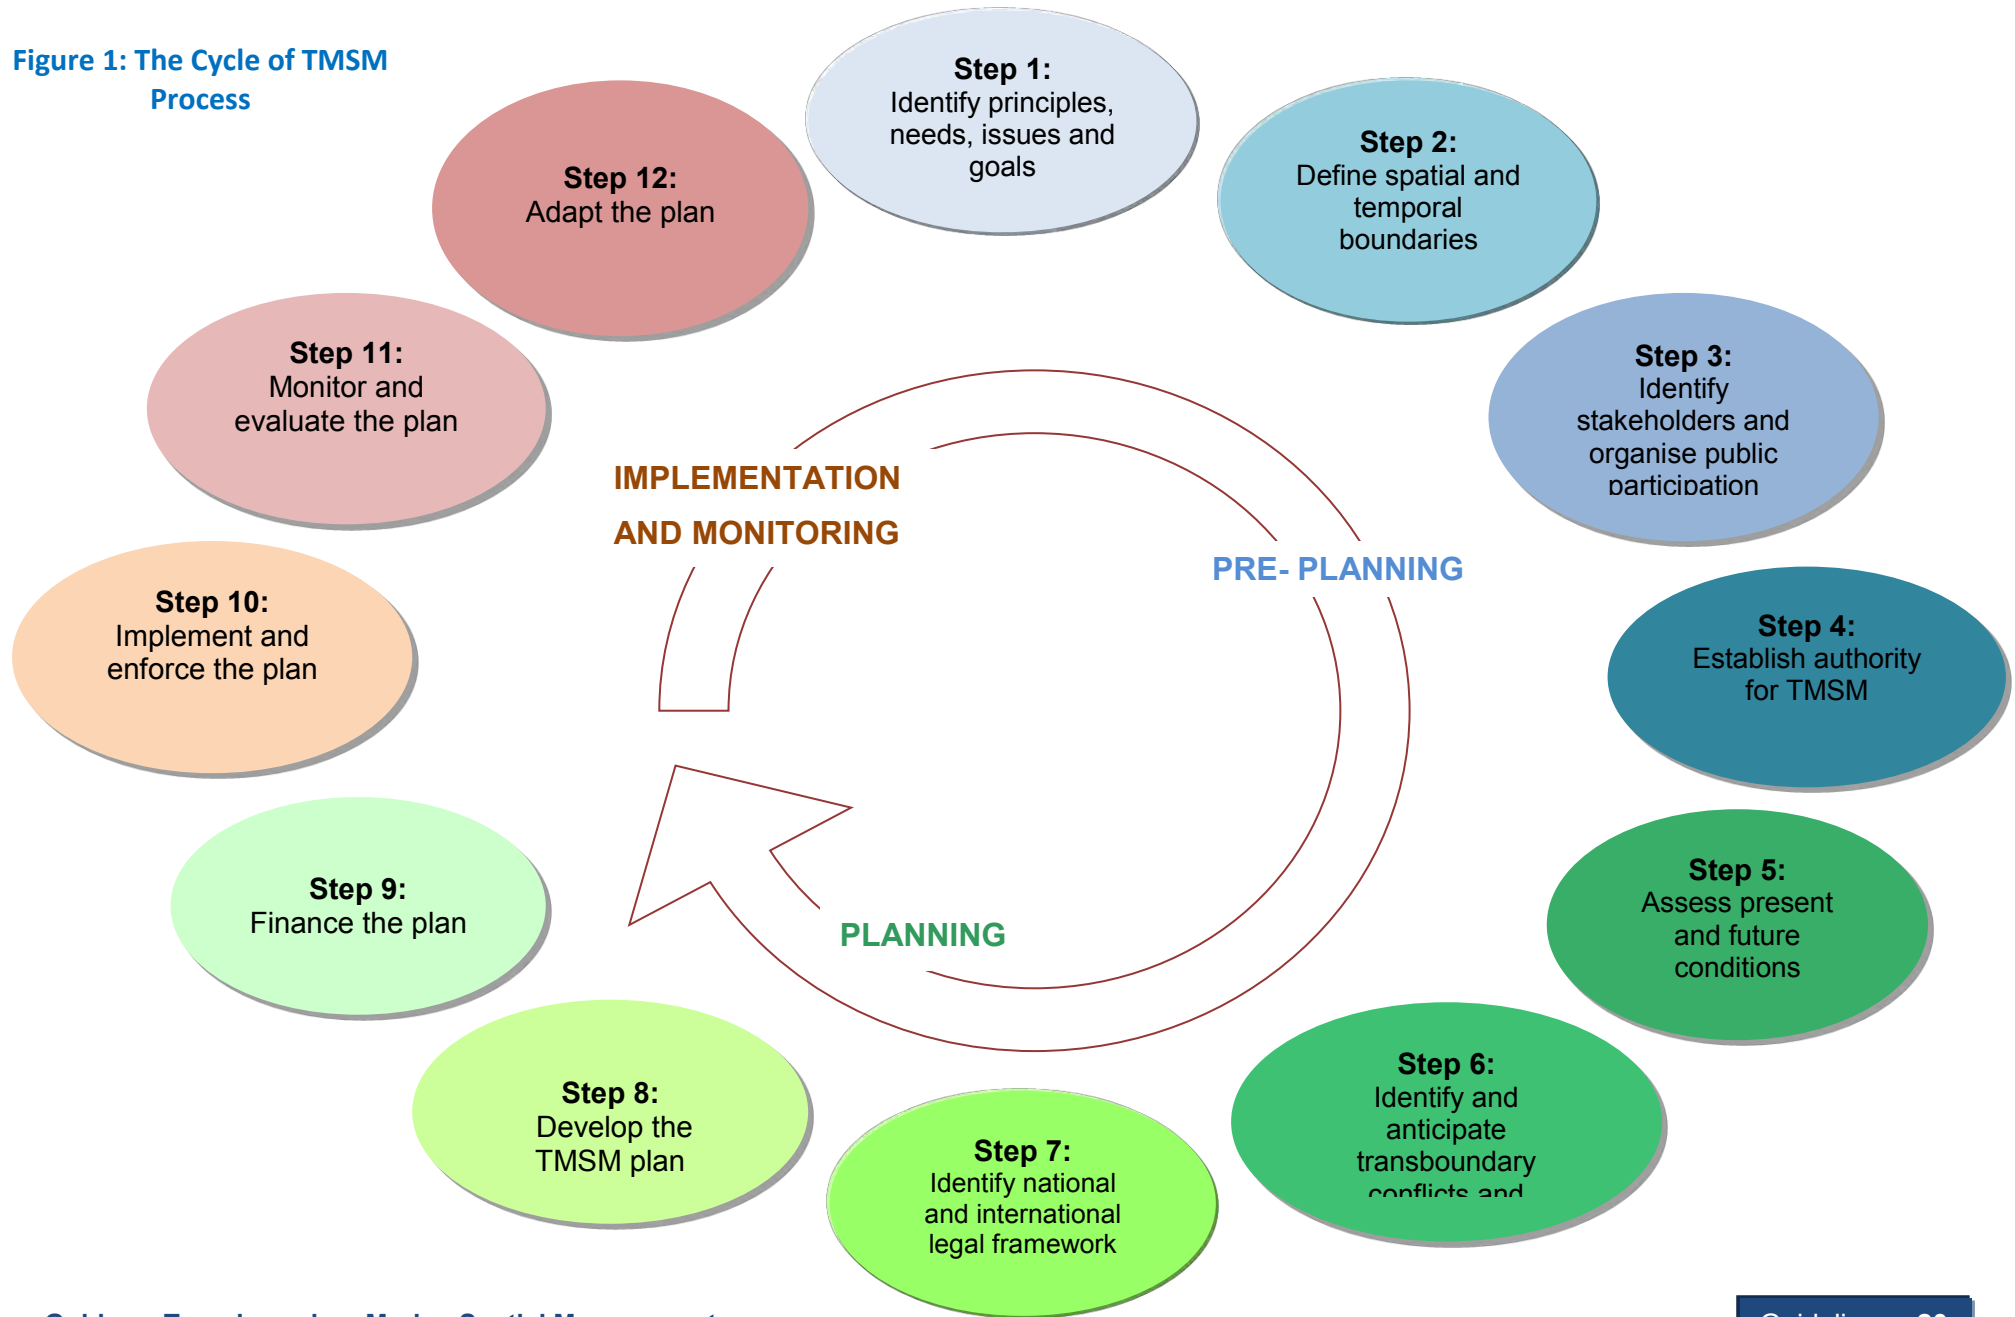 Figure 1: The Cycle of TMSM
Process
Step 1:
Identify principles,
needs, issues and
goals
Step 2:
Define spatial and
temporal
boundaries
Step 3:
Identify
stakeholders and
organise public
participation
Step 4:
Establish authority
for TMSM
Step 5:
Assess present
and future
conditions
Step 6:
Identify and
anticipate
transboundary
conflicts and
Step 7:
Identify national
and international
legal framework
Step 8:
Develop the
TMSM plan
Step 9:
Finance the plan
Step 10:
Implement and
enforce the plan
Step 11:
Monitor and
evaluate the plan
Step 12:
Adapt the plan
IMPLEMENTATION
AND MONITORING
PRE- PLANNING
PLANNING